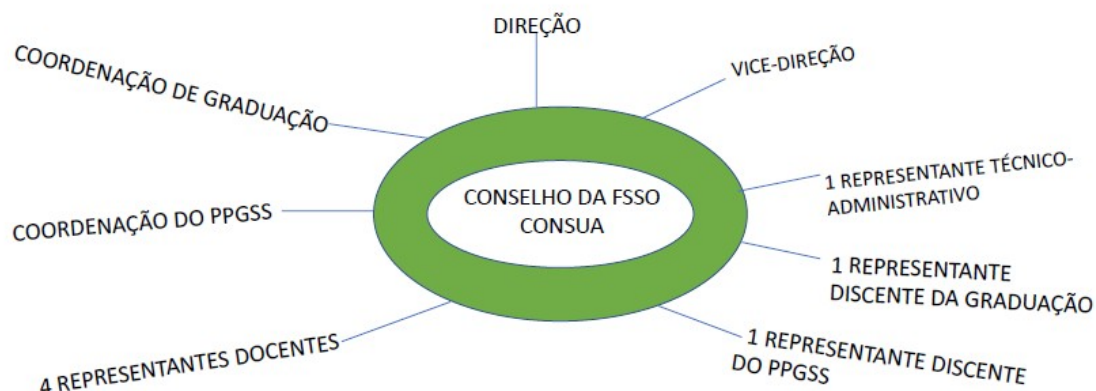 DIREÇÃO
VICE-DIREÇÃO
COORDENAÇÃO DE GRADUAÇÃO
1 REPRESENTANTE TÉCNICO-
ADMINISTRATIVO
CONSELHO DA FSSO
CONSUA
COORDENAÇÃO DO PPGSS
1 REPRESENTANTE
DISCENTE DA GRADUAÇÃO
4 REPRESENTANTES DOCENTES
1 REPRESENTANTE DISCENTE
DO PPGSS